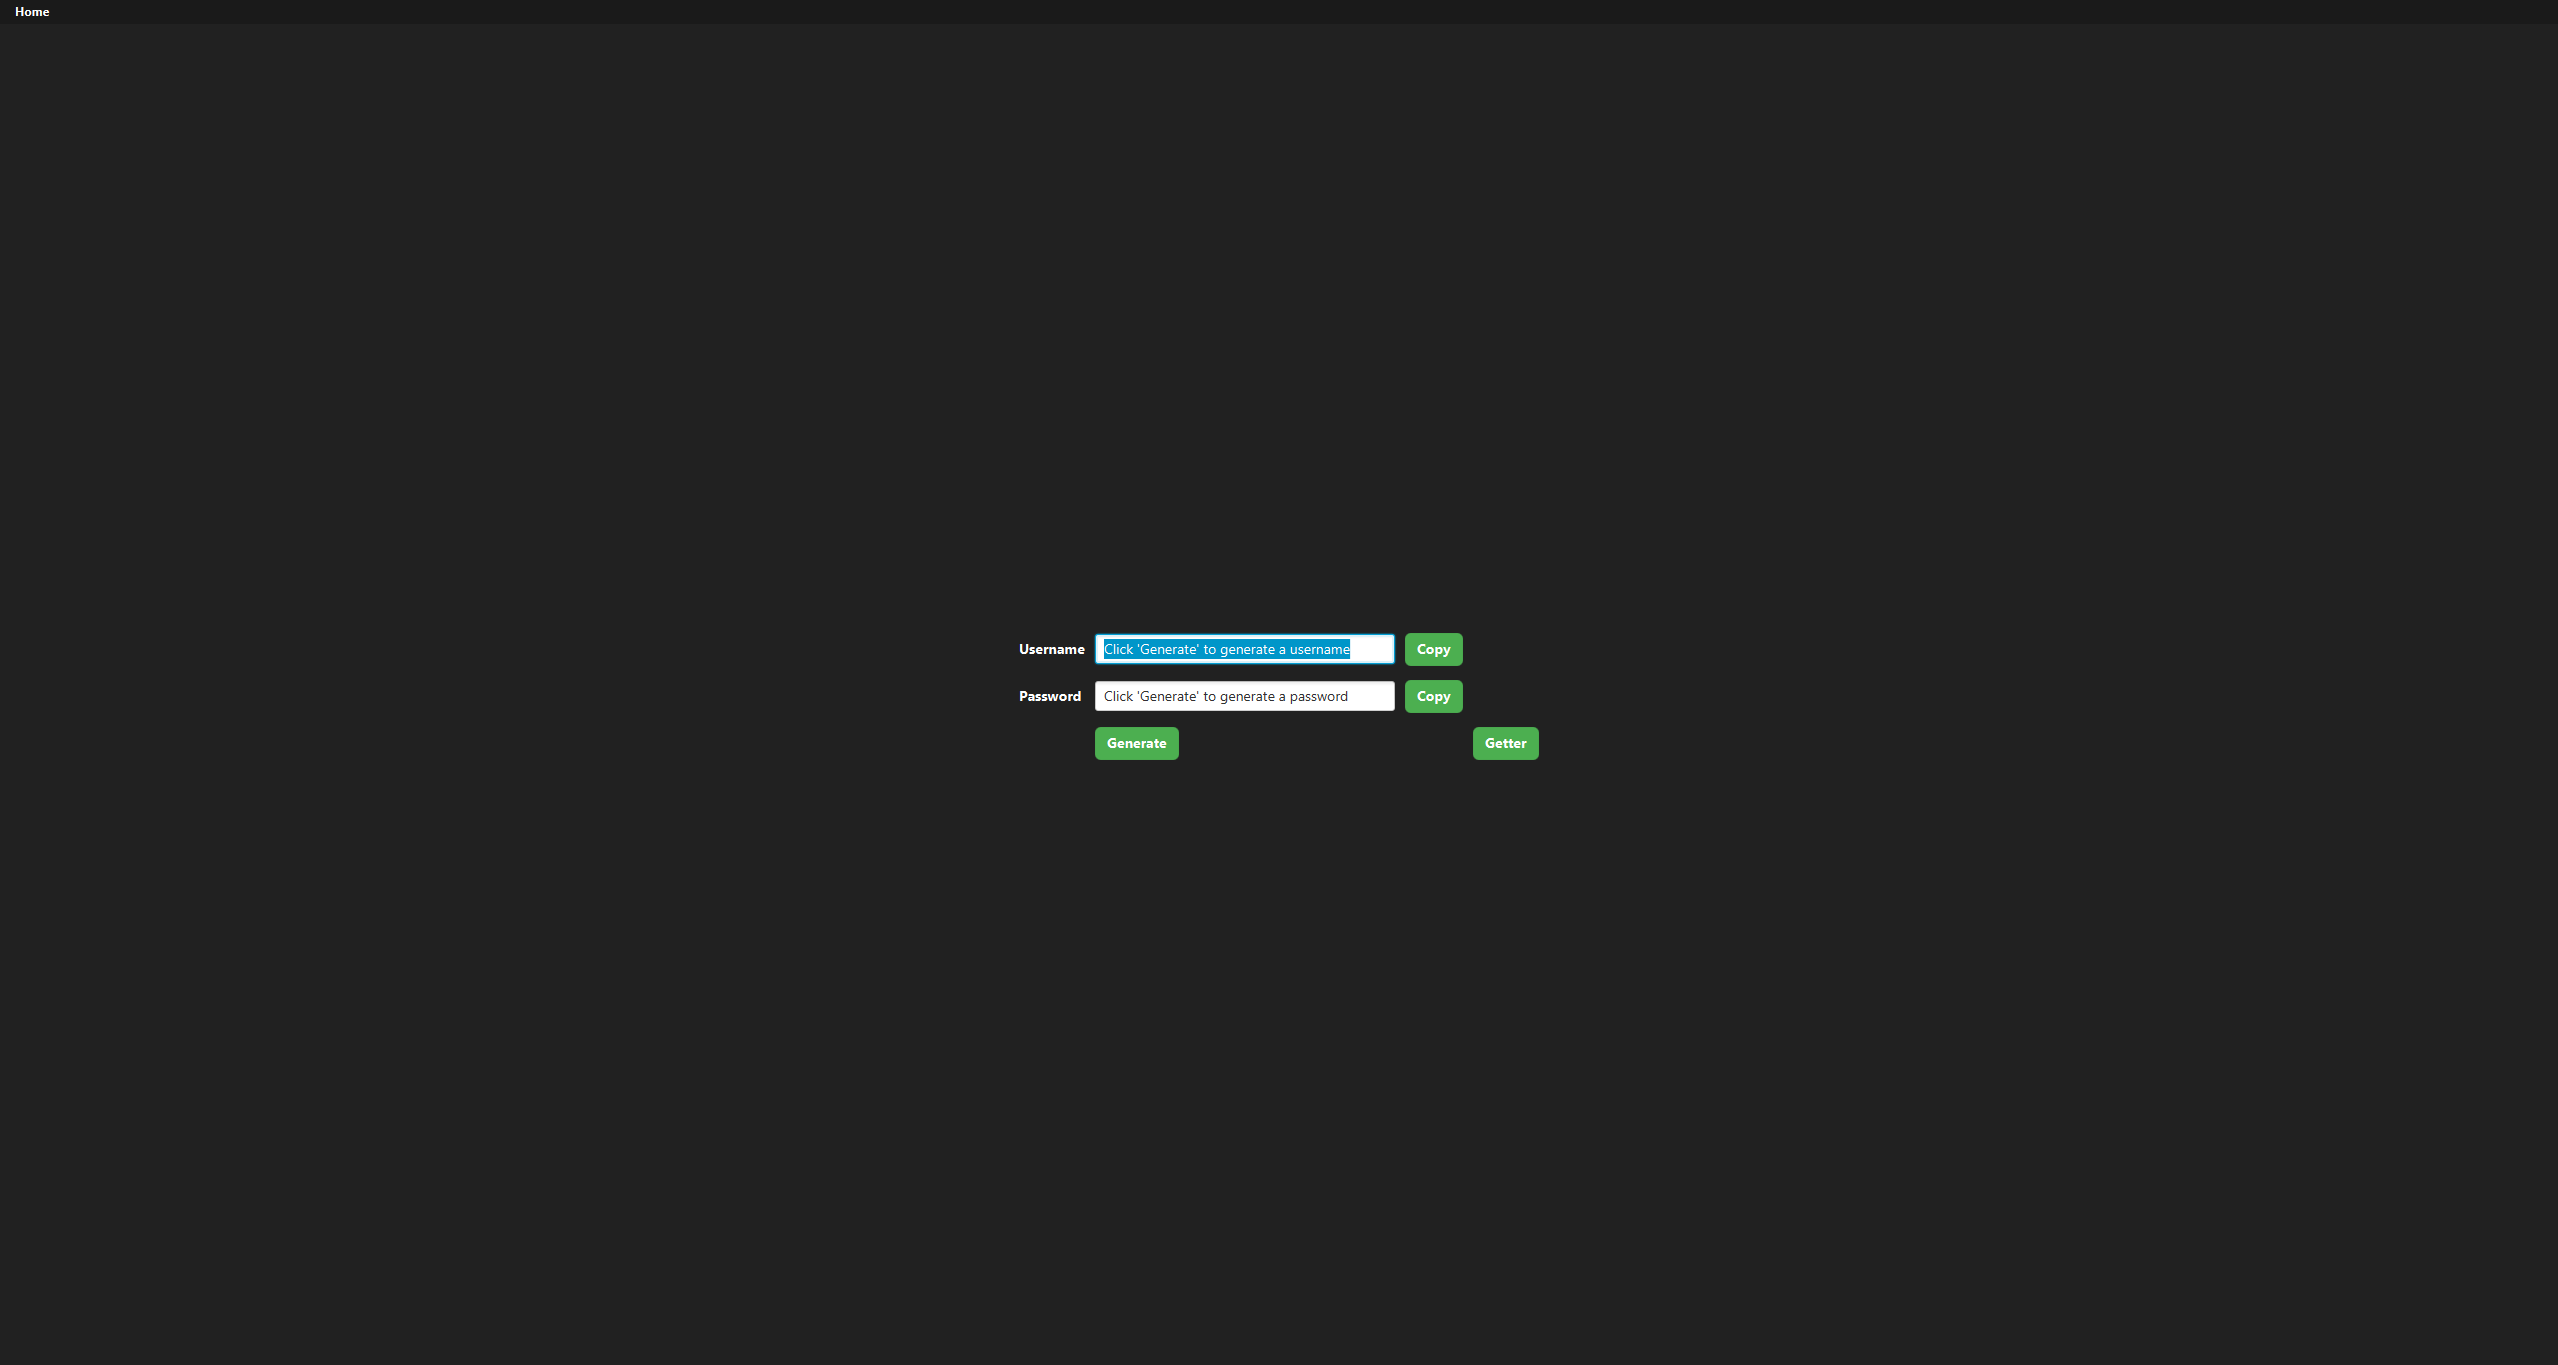 Home
Username Click 'Generate' to generate a username Copy
Password Click 'Generate' to generate a password Copy
Generate Getter